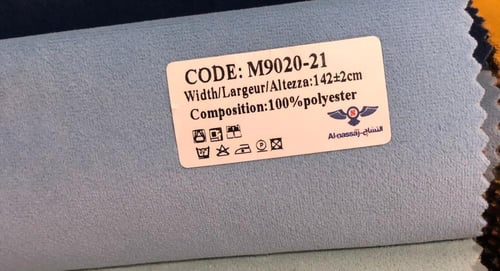 CODE: M9020-21
Width/Largeur/Altezza:142±2cm
Composition:100%polyester
S
Al-nassaj-النساج
P